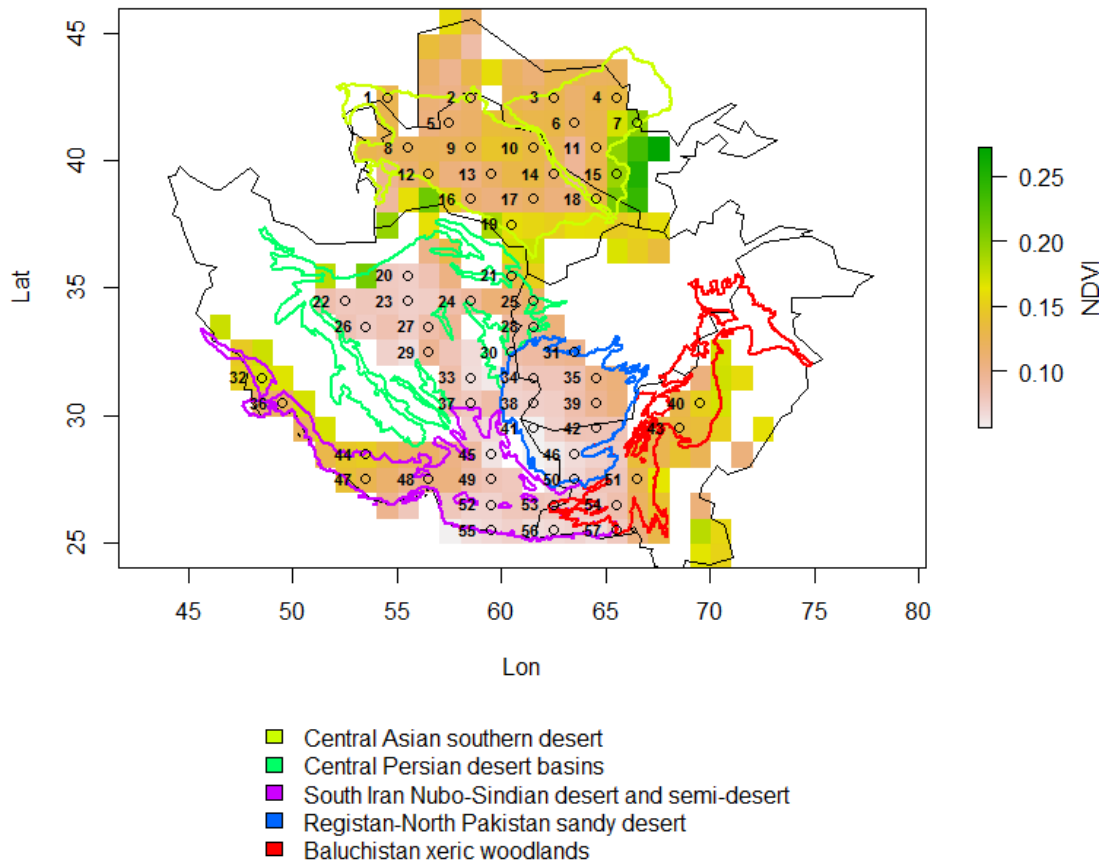 45
40
35
30
25
Lat
1 2 3 4
5 6 7
8 9 10 11
12 13 14 15
16 17 18
19
20 21
22 23 24 25
26 27 28
29 30 31
32 33 34 35
36 37 38 39 40
41 42 43
44 45 46
47 48 49 50 51
52 53 54
55 56 57
45 50 55 60 65 70 75 80
Lon
0.25
0.20
0.15
0.10
NDVI
Central Asian southern desert
Central Persian desert basins
South Iran Nubo-Sindian desert and semi-desert
Registan-North Pakistan sandy desert
Baluchistan xeric woodlands